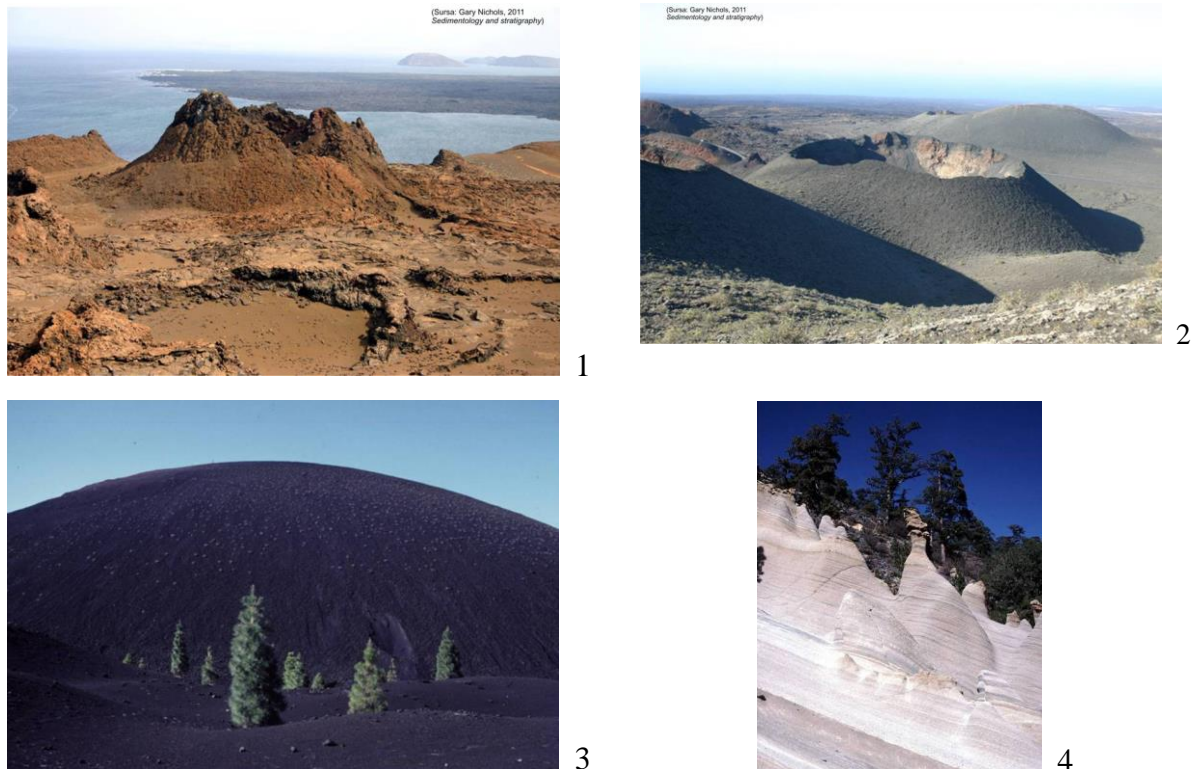 (Sursa: Gary Nichols, 2011
Sedimentology and stratigraphy)
(Sursa: Gary Nichols, 2011
Sedimentology and stratigraphy)
1
2
3
4